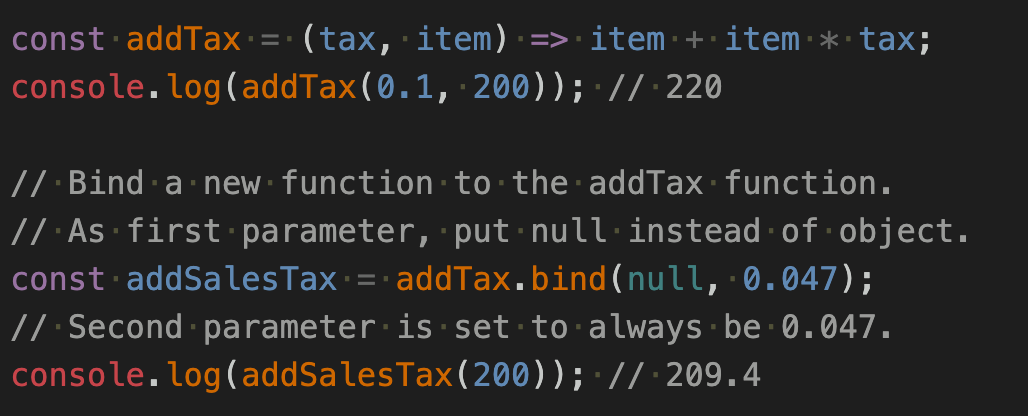 const addTax = (tax, item) => item + item * tax;
console.log(addTax(0.1, 200)); // 220
// Bind a new function to the addTax function.
// As first parameter, put null instead of object.
const addSalesTax = addTax.bind(null, 0.047);
// Second parameter is set to always be 0.047.
console.log(addSalesTax(200)); // 209.4